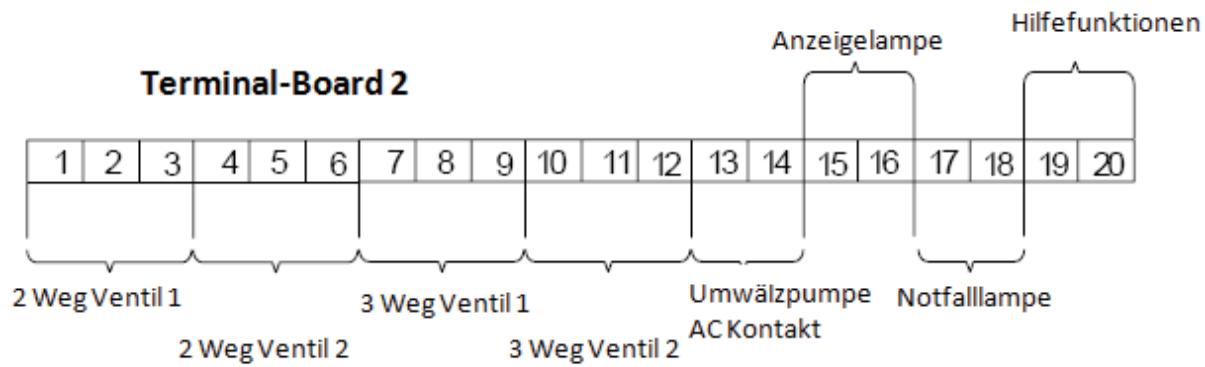 Hilfefunktionen
Anzeigelampe
Terminal-Board 2
1 2 3 4 5 6 7 8 9 10 11 12 13 14 15 16 17 18 19 20
2 Weg Ventil 1
2 Weg Ventil 2
3 Weg Ventil 1
3 Weg Ventil 2
Umwälzpumpe
AC Kontakt
Notfalllampe